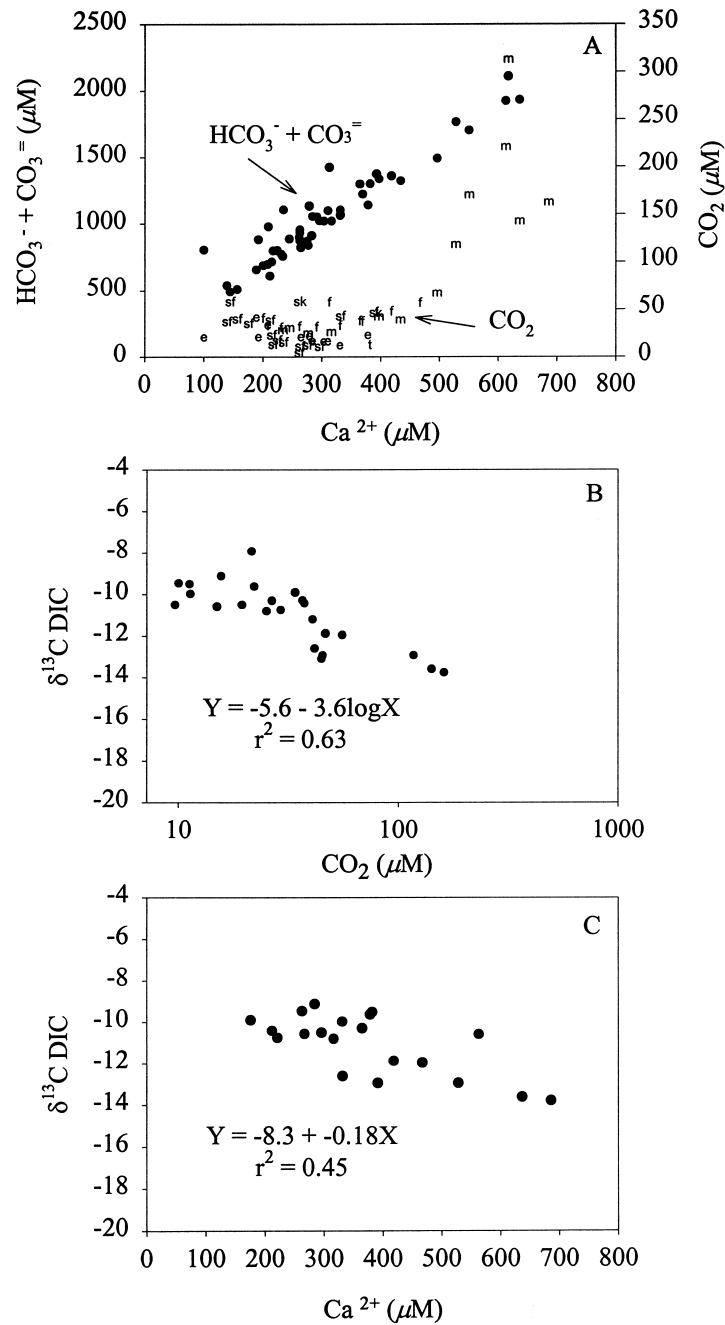 A
2500
2000
1500
1000
500
0
HCO3- + CO3= (μM)
350
300
250
200
150
100
50
0
CO2 (μM)
HCO3- + CO3=
CO2
0 100 200 300 400 500 600 700 800
Ca 2+ (μM)
B
-4
-6
-8
-10
-12
-14
-16
-18
-20
δ13C DIC
Y = -5.6 - 3.6logX
r2 = 0.63
10 100 1000
CO2 (μM)
C
-4
-6
-8
-10
-12
-14
-16
-18
-20
δ13C DIC
Y = -8.3 + -0.18X
r2 = 0.45
0 100 200 300 400 500 600 700 800
Ca 2+ (μM)